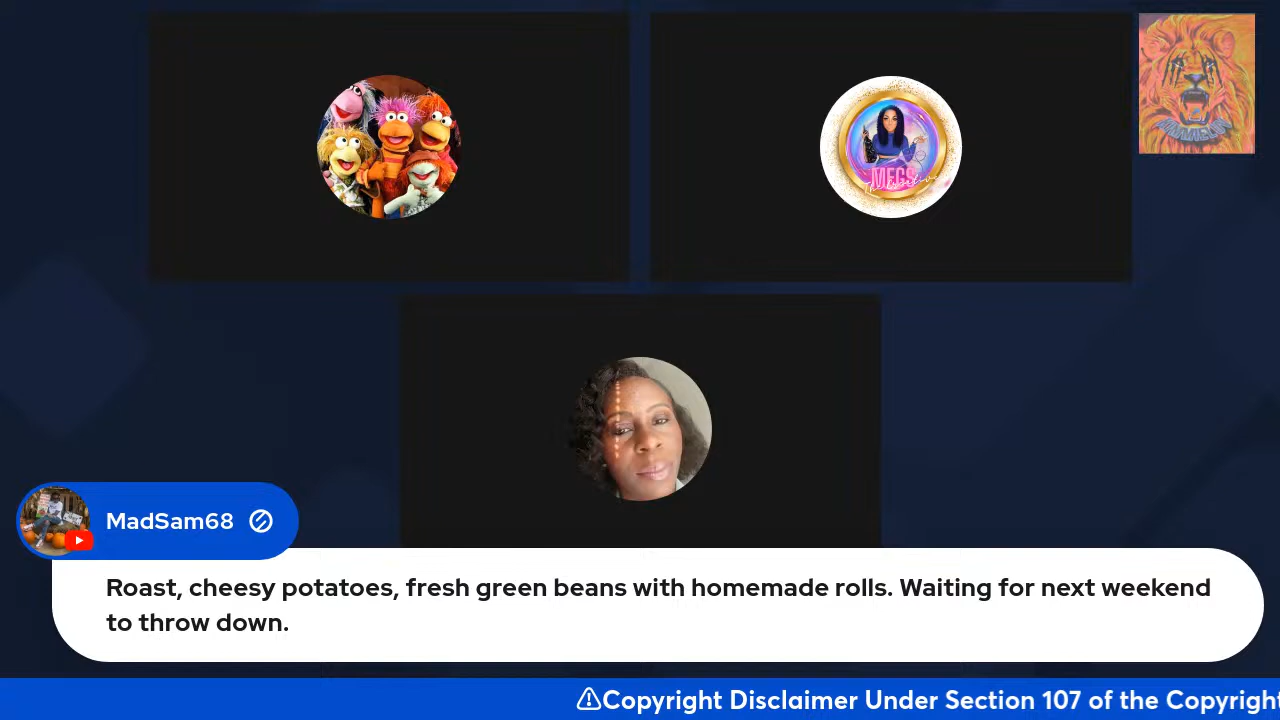 MEGS
MadSam68
Roast, cheesy potatoes, fresh green beans with homemade rolls. Waiting for next weekend
to throw down.
⚠Copyright Disclaimer Under Section 107 of the Copyright